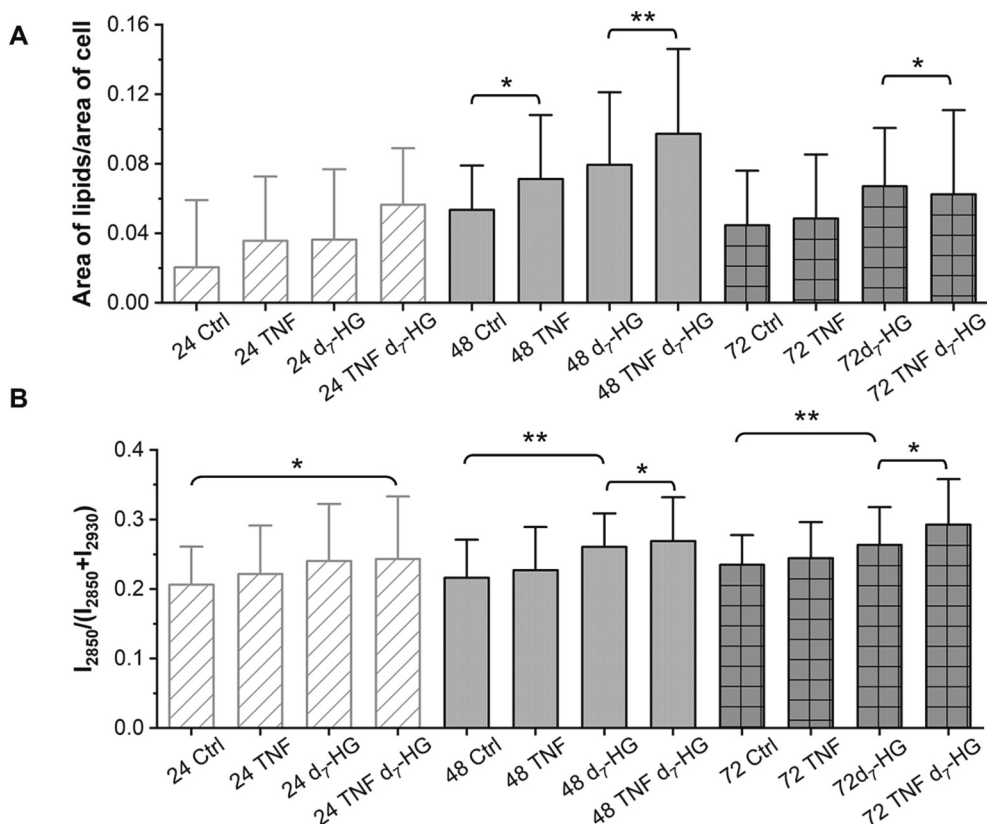 A
Area of lipids/area of cell
0.16
0.12
0.08
0.04
0.00
*
**
*
24 Ctrl
24 TNF
24 d₇-HG
24 TNF d₇-HG
48 Ctrl
48 TNF
48 d₇-HG
48 TNF d₇-HG
72 Ctrl
72 TNF
72d₇-HG
72 TNF d₇-HG
B
I₂₈₅₀/(I₂₈₅₀+I₂₉₃₀)
0.4
0.3
0.2
0.1
0.0
*
**
*
**
*
24 Ctrl
24 TNF
24 d₇-HG
24 TNF d₇-HG
48 Ctrl
48 TNF
48 d₇-HG
48 TNF d₇-HG
72 Ctrl
72 TNF
72d₇-HG
72 TNF d₇-HG